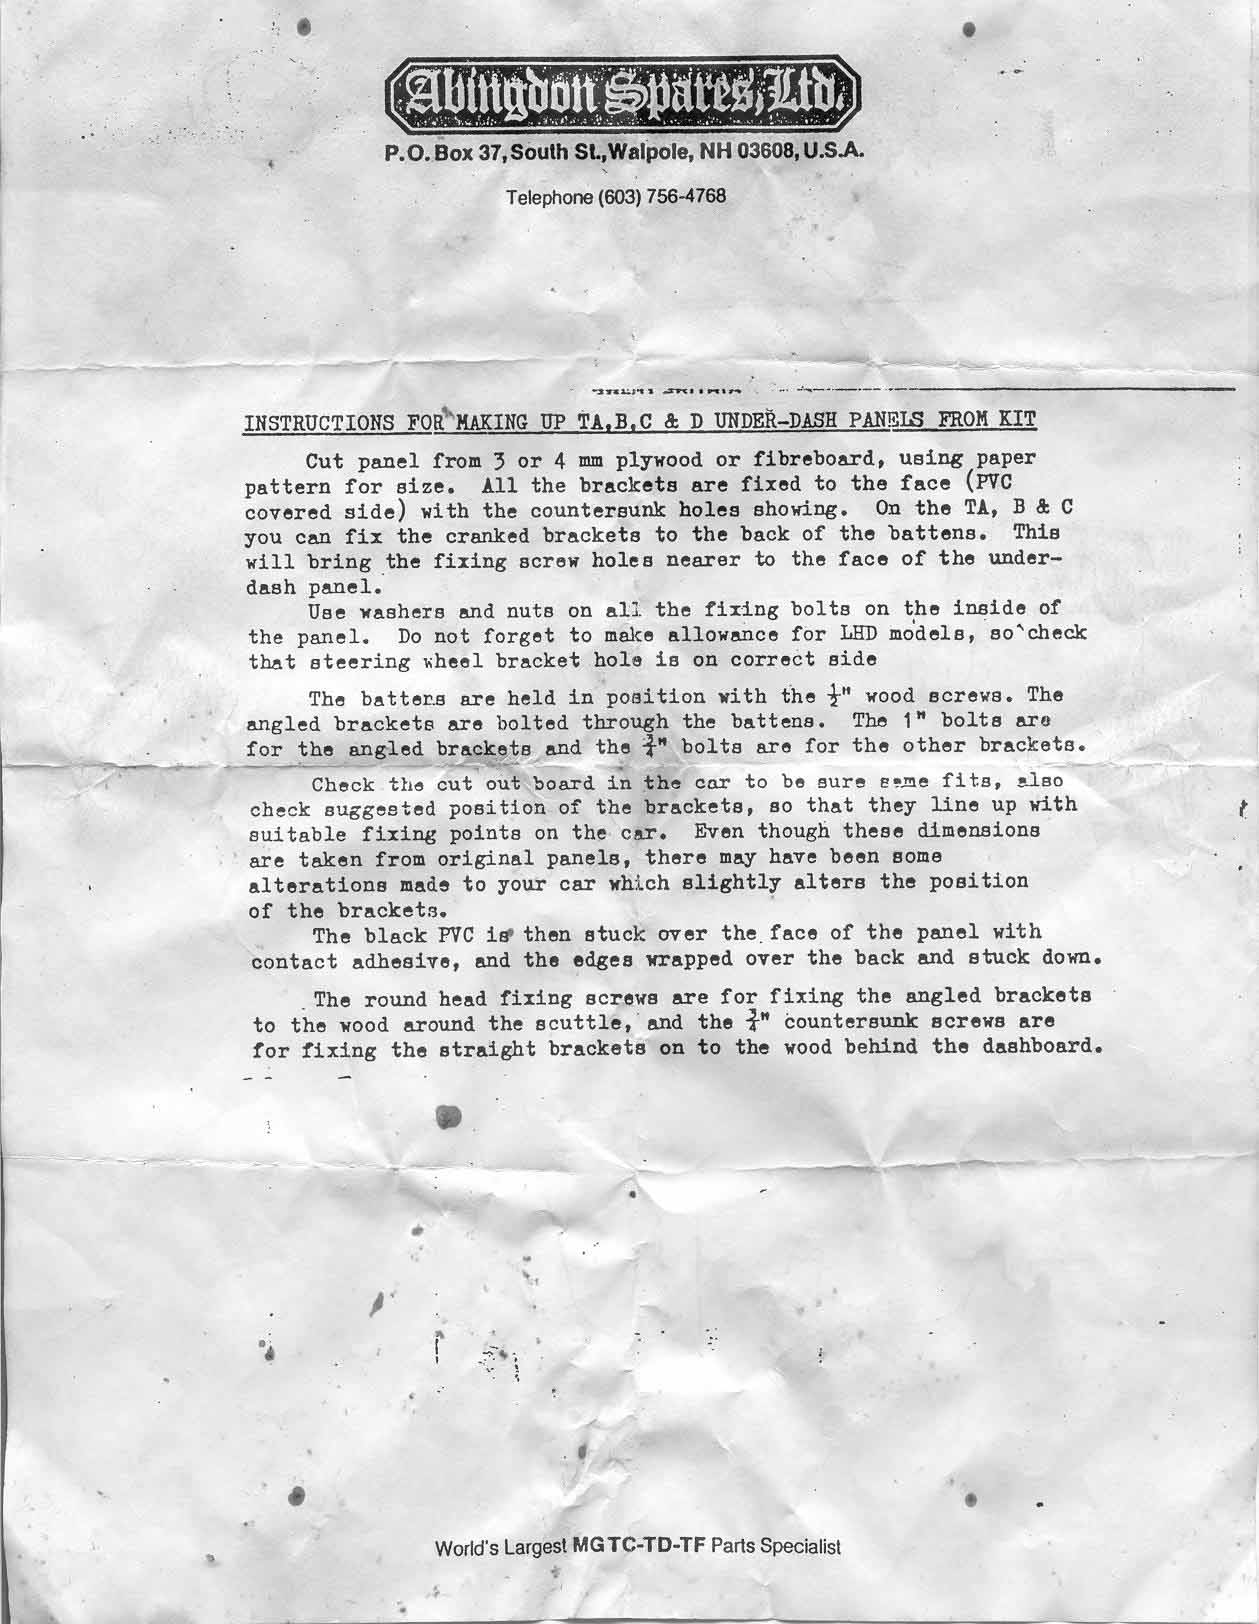 Abingdon Spares, Ltd.
P.O. Box 37, South St., Walpole, NH 03608, U.S.A.
Telephone (603) 756-4768
INSTRUCTIONS FOR MAKING UP TA,B,C & D UNDER-DASH PANELS FROM KIT
Cut panel from 3 or 4 mm plywood or fibreboard, using paper
pattern for size. All the brackets are fixed to the face (PVC
covered side) with the countersunk holes showing. On the TA, B & C
you can fix the cranked brackets to the back of the battens. This
will bring the fixing screw holes nearer to the face of the under-
dash panel.
Use washers and nuts on all the fixing bolts on the inside of
the panel. Do not forget to make allowance for LHD models, so check
that steering wheel bracket hole is on correct side
The battens are held in position with the ½" wood screws. The
angled brackets are bolted through the battens. The 1" bolts are
for the angled brackets and the ¾" bolts are for the other brackets.
Check the cut out board in the car to be sure same fits, also
check suggested position of the brackets, so that they line up with
suitable fixing points on the car. Even though these dimensions
are taken from original panels, there may have been some
alterations made to your car which slightly alters the position
of the brackets.
The black PVC is then stuck over the face of the panel with
contact adhesive, and the edges wrapped over the back and stuck down.
The round head fixing screws are for fixing the angled brackets
to the wood around the scuttle, and the ¾" countersunk screws are
for fixing the straight brackets on to the wood behind the dashboard.
World's Largest MG TC-TD-TF Parts Specialist